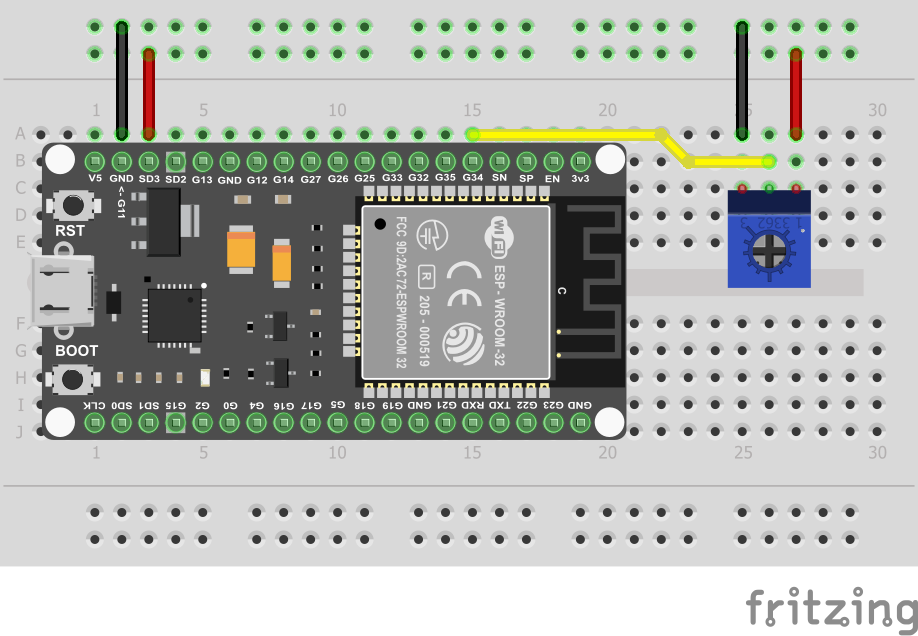 1 5 10 15 20 25 30
A
B
V5 GND SD3 SD2 G13 GND G12 G14 G27 G26 G25 G33 G32 G35 G34 SN SP EN 3v3
<- G11
C
D
E
RST
WiFi
FCC 9D:2AC72-ESPWROOM 32
R
205 - 000519
CE
ESP - WROOM -32
C
1 3362 3
F
G
H
I
J
BOOT
CLK SD0 SD1 G15 G2 G0 G4 G16 G17 G5 G18 G19 GND G21 RXD TXD G22 G23 GND
1 5 10 15 20 25 30
fritzing